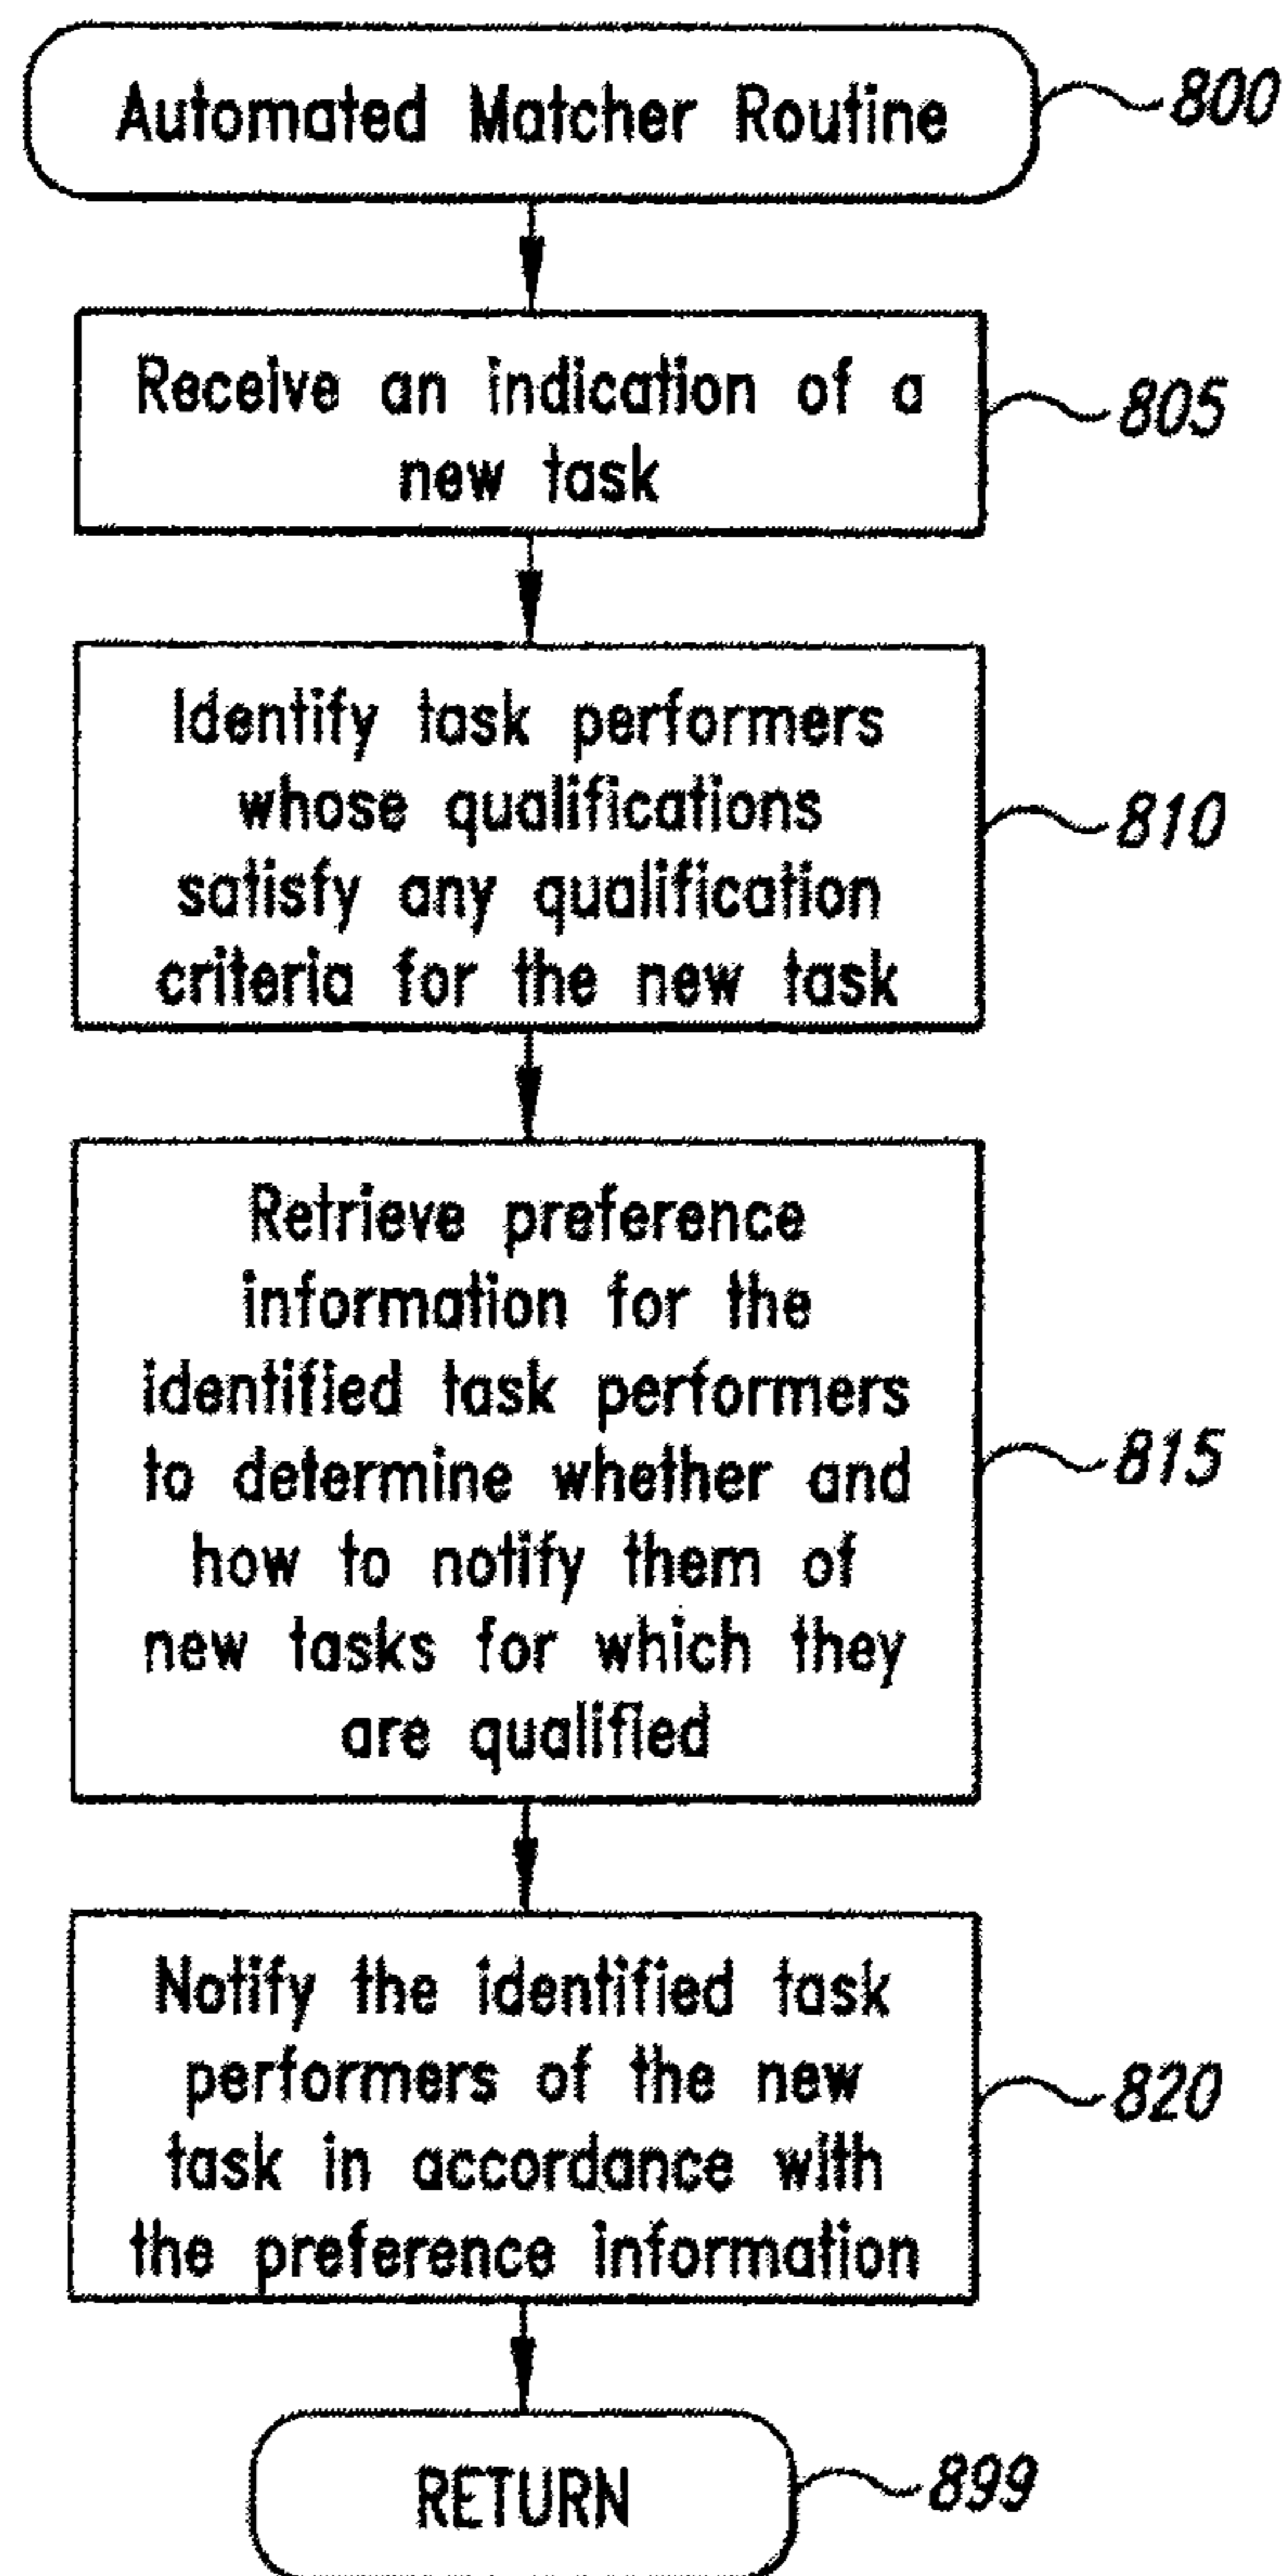 Automated Matcher Routine
800
Receive an indication of a
new task
805
Identify task performers
whose qualifications
satisfy any qualification
criteria for the new task
810
Retrieve preference
information for the
identified task performers
to determine whether and
how to notify them of
new tasks for which they
are qualified
815
Notify the identified task
performers of the new
task in accordance with
the preference information
820
RETURN
899